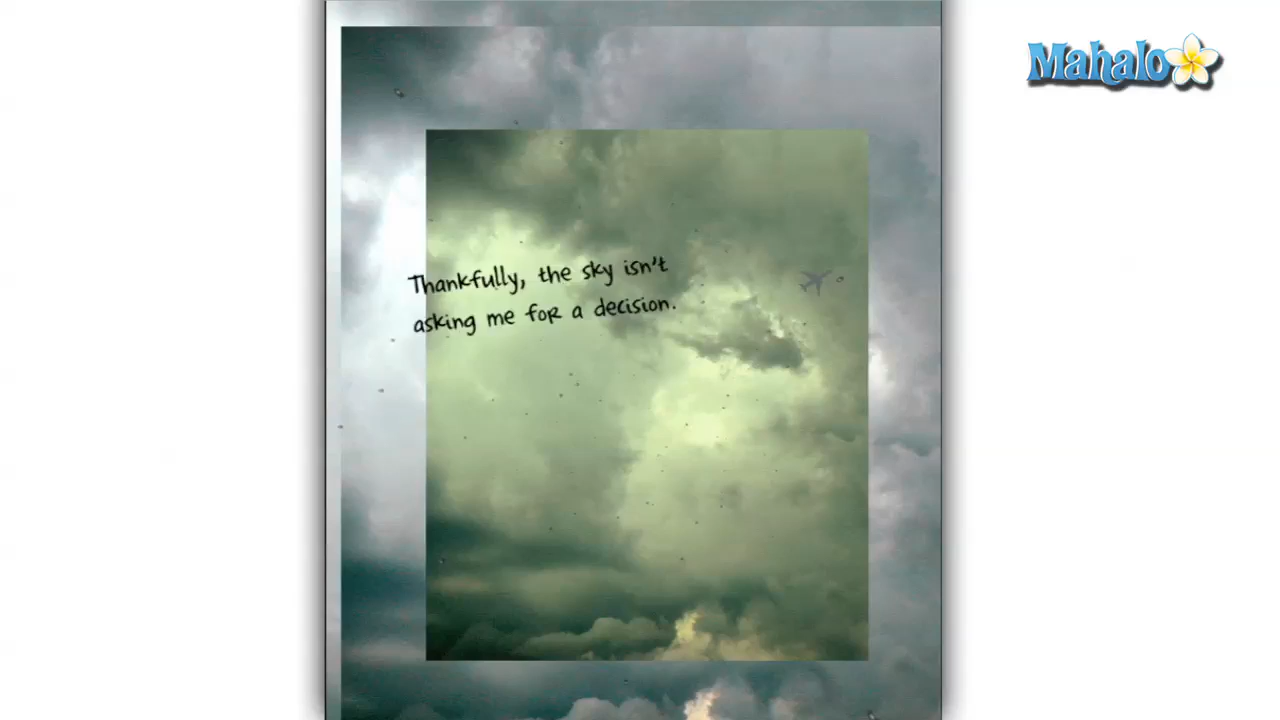 Mahalo
Thankfully, the sky isn't
asking me for a decision.